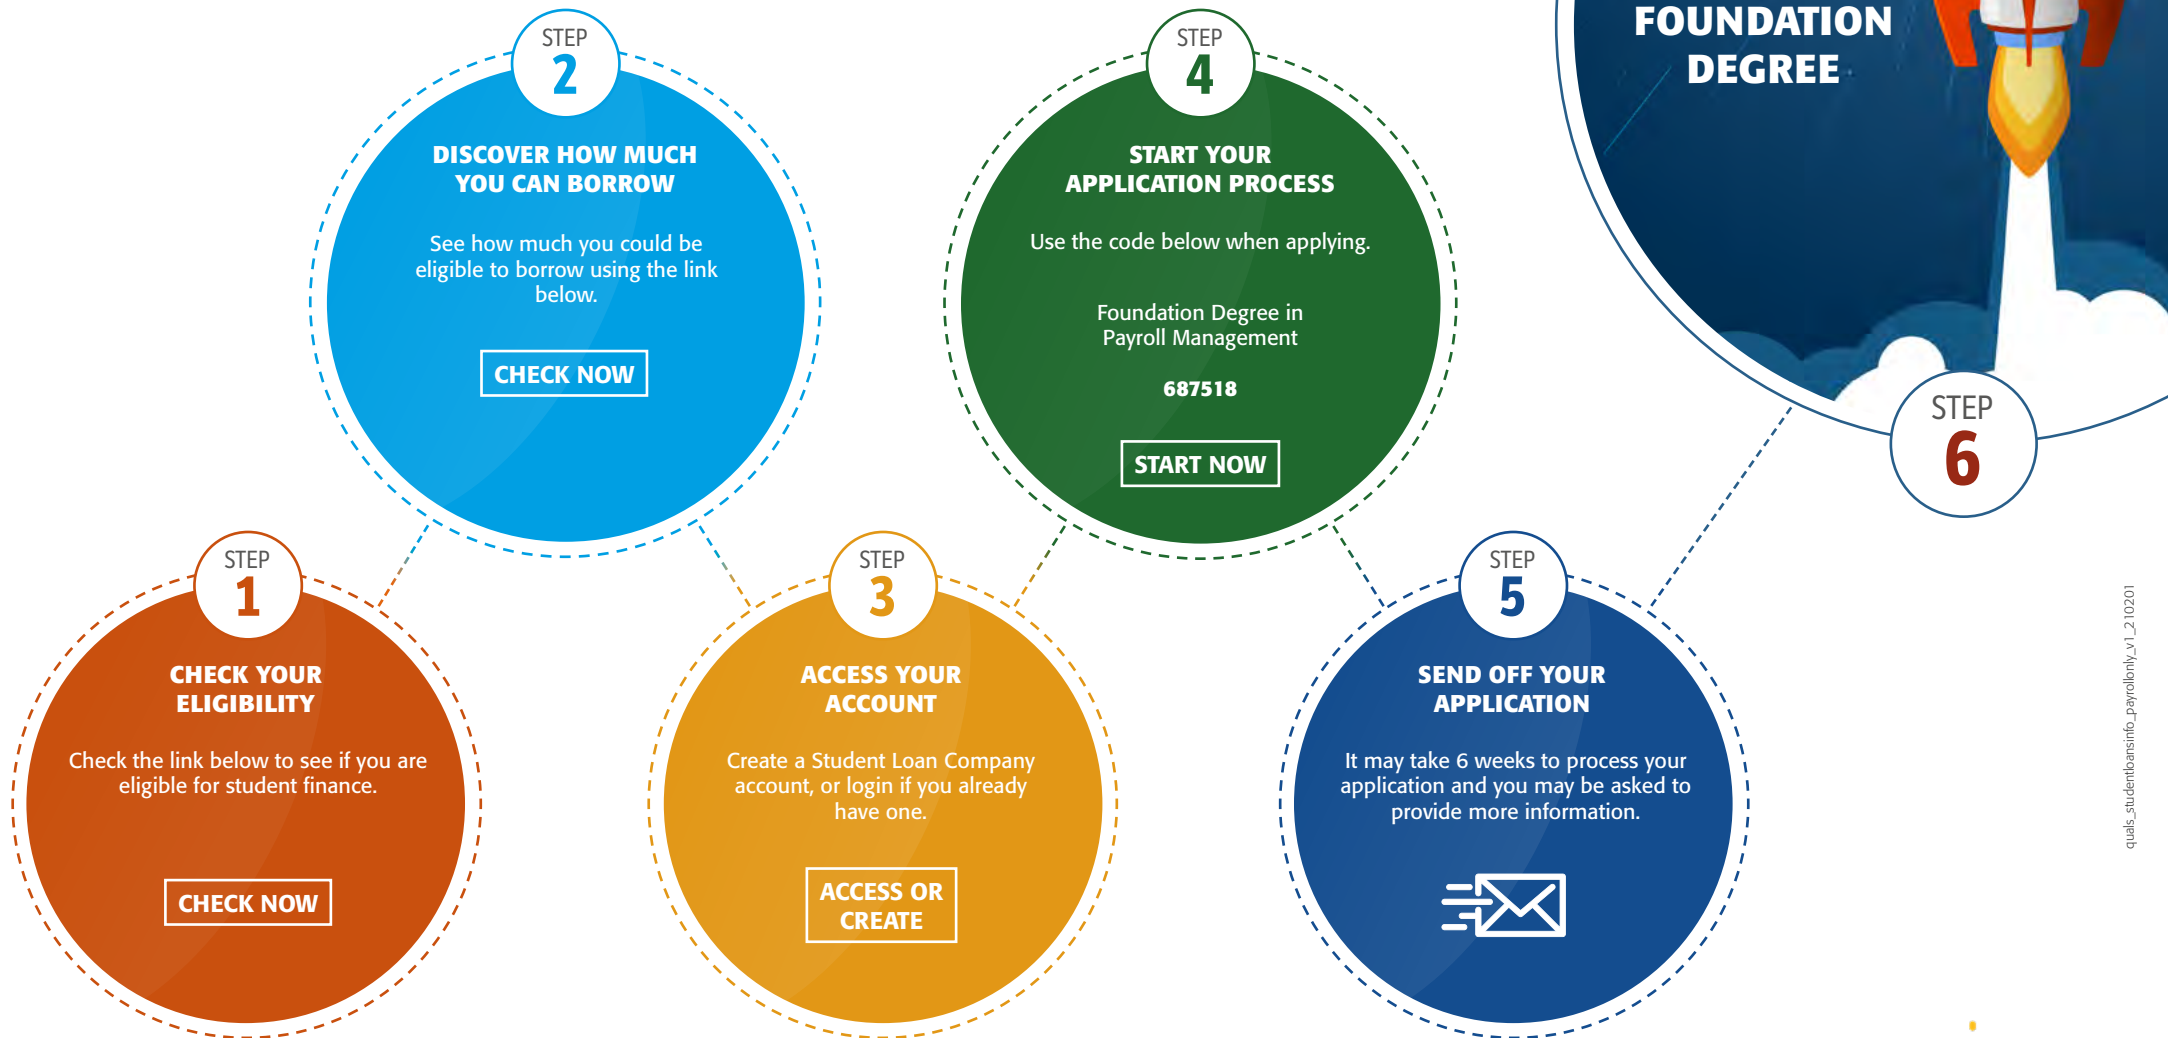 STEP
1
CHECK YOUR
ELIGIBILITY
Check the link below to see if you are
eligible for student finance.
CHECK NOW
STEP
2
DISCOVER HOW MUCH
YOU CAN BORROW
See how much you could be
eligible to borrow using the link
below.
CHECK NOW
STEP
3
ACCESS YOUR
ACCOUNT
Create a Student Loan Company
account, or login if you already
have one.
ACCESS OR
CREATE
STEP
4
START YOUR
APPLICATION PROCESS
Use the code below when applying.
Foundation Degree in
Payroll Management
687518
START NOW
STEP
5
SEND OFF YOUR
APPLICATION
It may take 6 weeks to process your
application and you may be asked to
provide more information.
FOUNDATION
DEGREE
STEP
6
quals_studentloansinfo_payrollonly_v1_210201